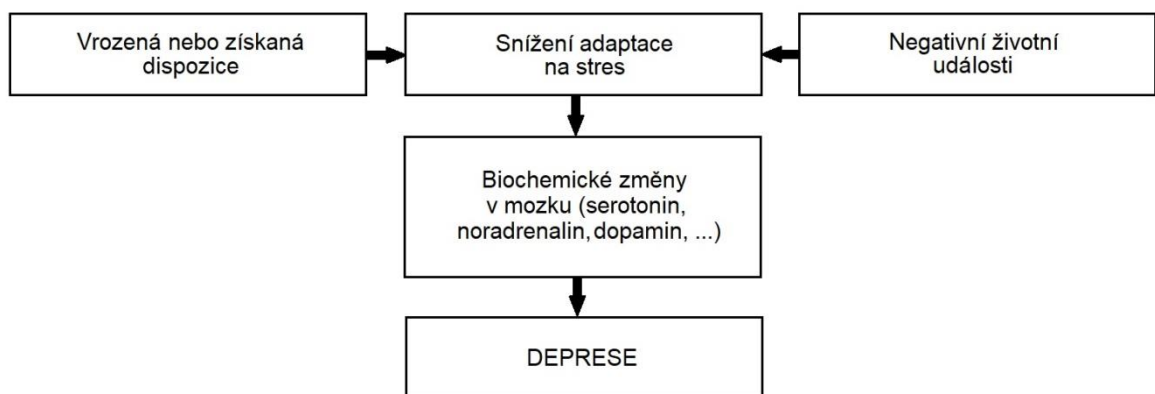 Vrozená nebo získaná
dispozice
Snížení adaptace
na stres
Negativní životní
události
Biochemické změny
v mozku (serotonin,
noradrenalin, dopamin, ...)
DEPRESE